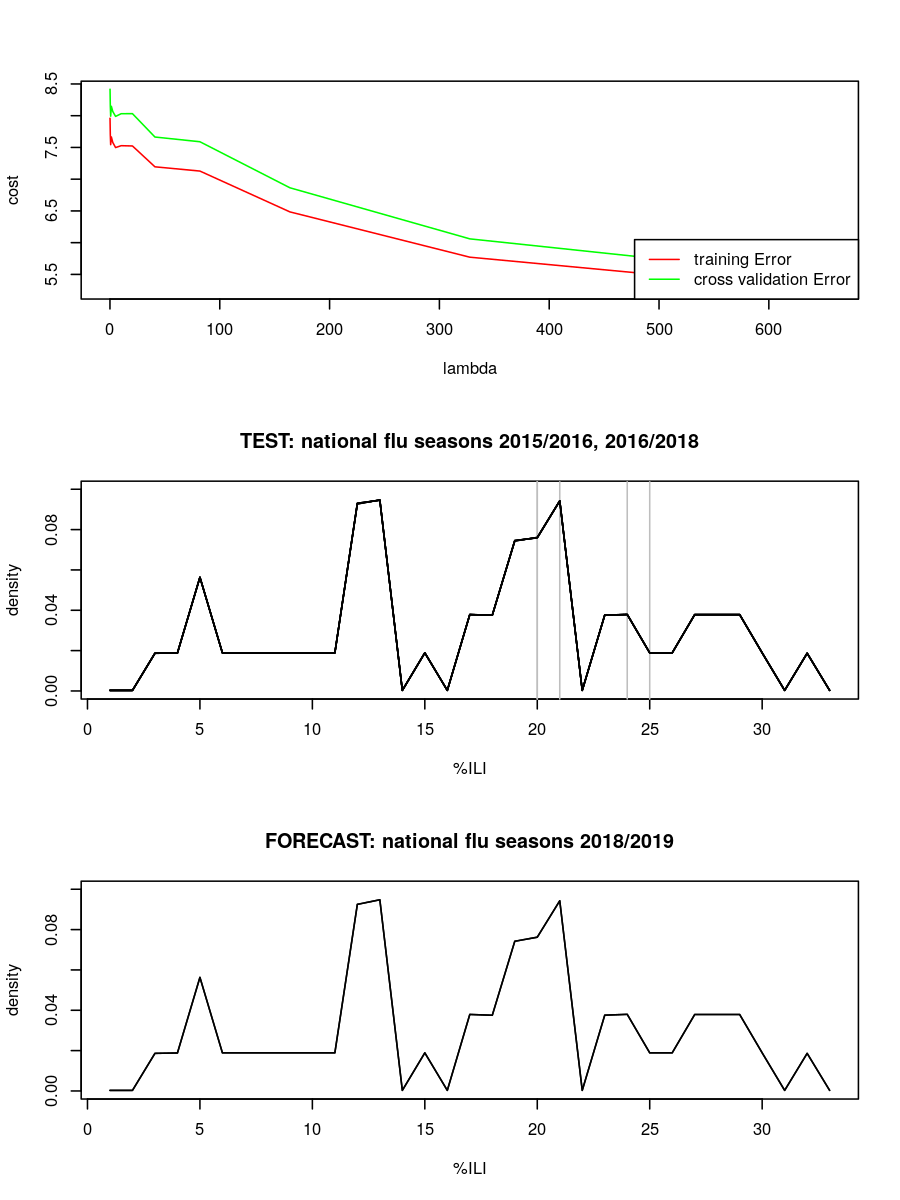 8.5
7.5
6.5
5.5
cost
training Error
cross validation Error
0 100 200 300 400 500 600
lambda
TEST: national flu seasons 2015/2016, 2016/2018
0.08
0.04
0.00
density
0 5 10 15 20 25 30
%ILI
FORECAST: national flu seasons 2018/2019
0.08
0.04
0.00
density
0 5 10 15 20 25 30
%ILI